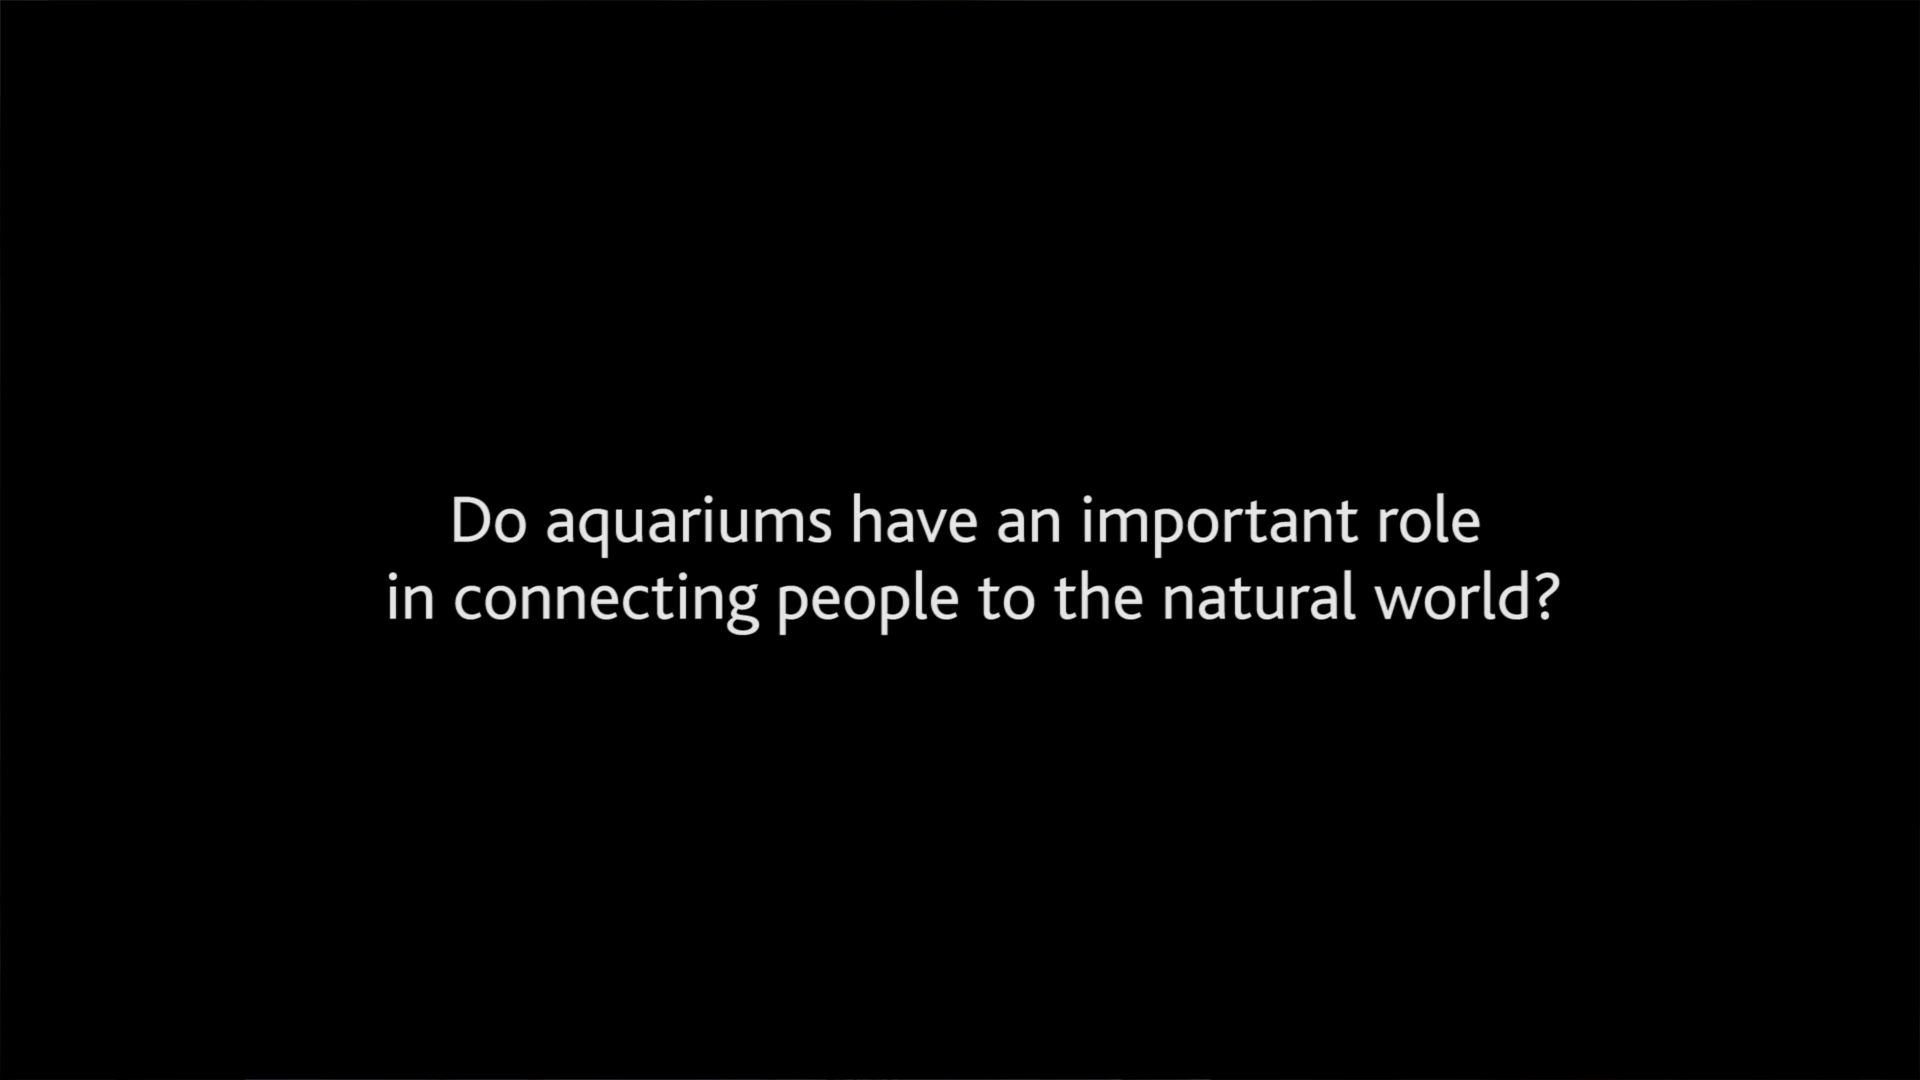 Do aquariums have an important role
in connecting people to the natural world?